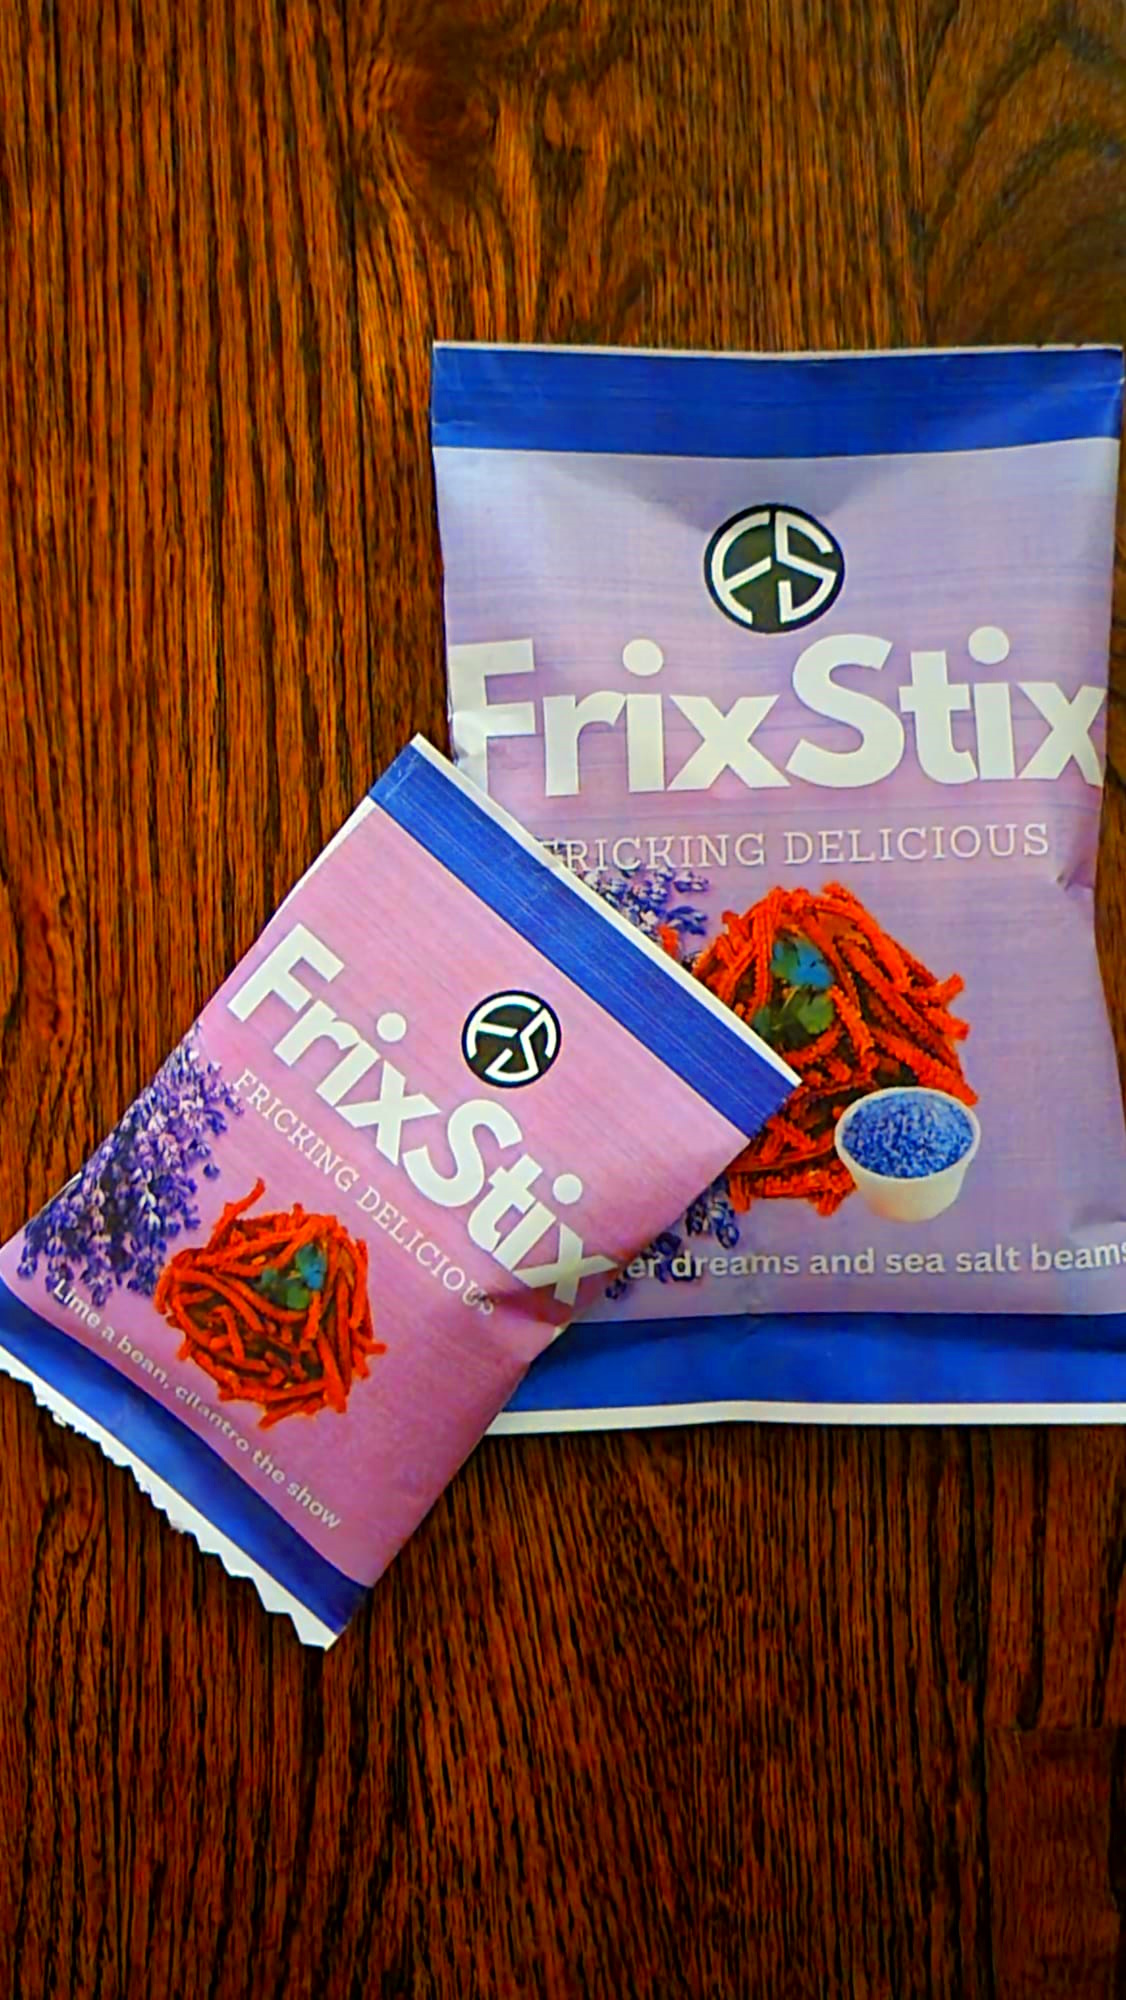 FS
FrixStix
FRICKING DELICIOUS
er dreams and sea salt beams
FS
FrixStix
FRICKING DELICIOUS
Lime a bean, cilantro the show